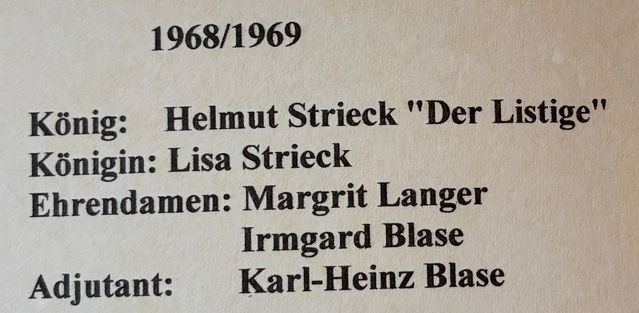 1968/1969
König: Helmut Strieck "Der Listige"
Königin: Lisa Strieck
Ehrendamen: Margrit Langer
Irmgard Blase
Adjutant: Karl-Heinz Blase